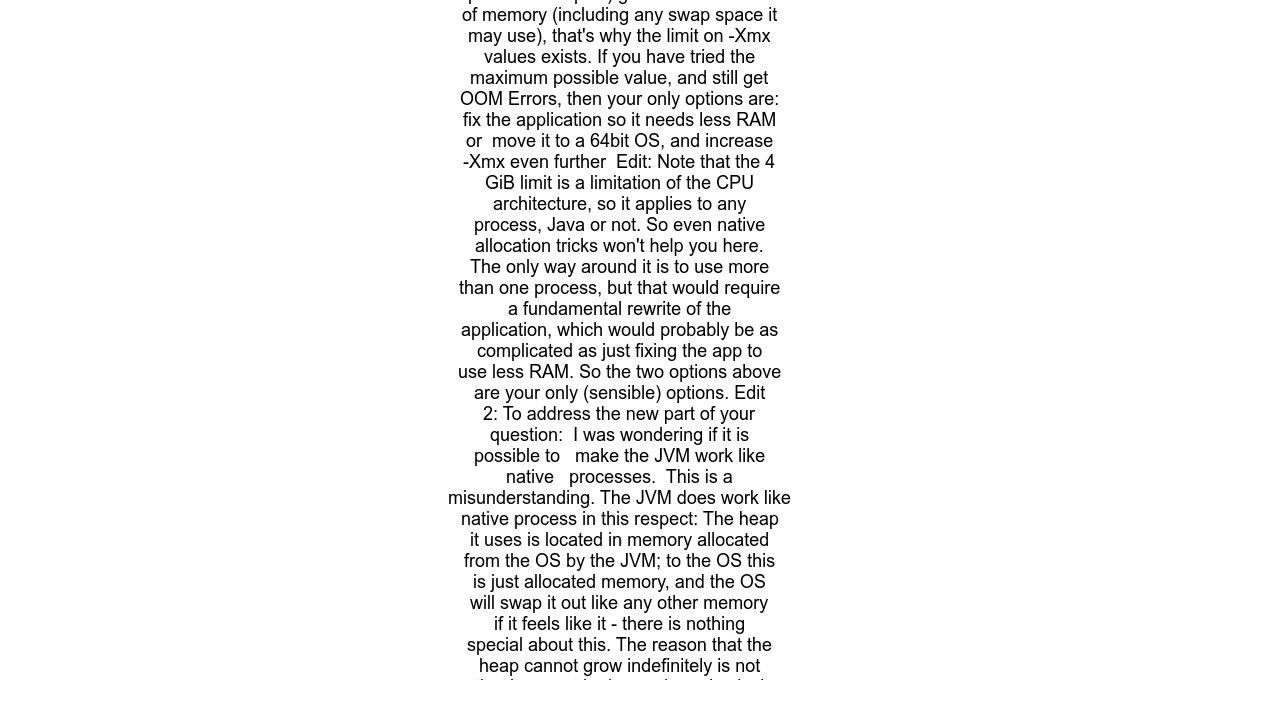 of memory (including any swap space it
may use), that's why the limit on -Xmx
values exists. If you have tried the
maximum possible value, and still get
OOM Errors, then your only options are:
fix the application so it needs less RAM
or  move it to a 64bit OS, and increase
-Xmx even further  Edit: Note that the 4
GiB limit is a limitation of the CPU
architecture, so it applies to any
process, Java or not. So even native
allocation tricks won't help you here.
The only way around it is to use more
than one process, but that would require
a fundamental rewrite of the
application, which would probably be as
complicated as just fixing the app to
use less RAM. So the two options above
are your only (sensible) options. Edit
2: To address the new part of your
question:  I was wondering if it is
possible to   make the JVM work like
native   processes.  This is a
misunderstanding. The JVM does work like
native process in this respect: The heap
it uses is located in memory allocated
from the OS by the JVM; to the OS this
is just allocated memory, and the OS
will swap it out like any other memory
if it feels like it - there is nothing
special about this. The reason that the
heap cannot grow indefinitely is not